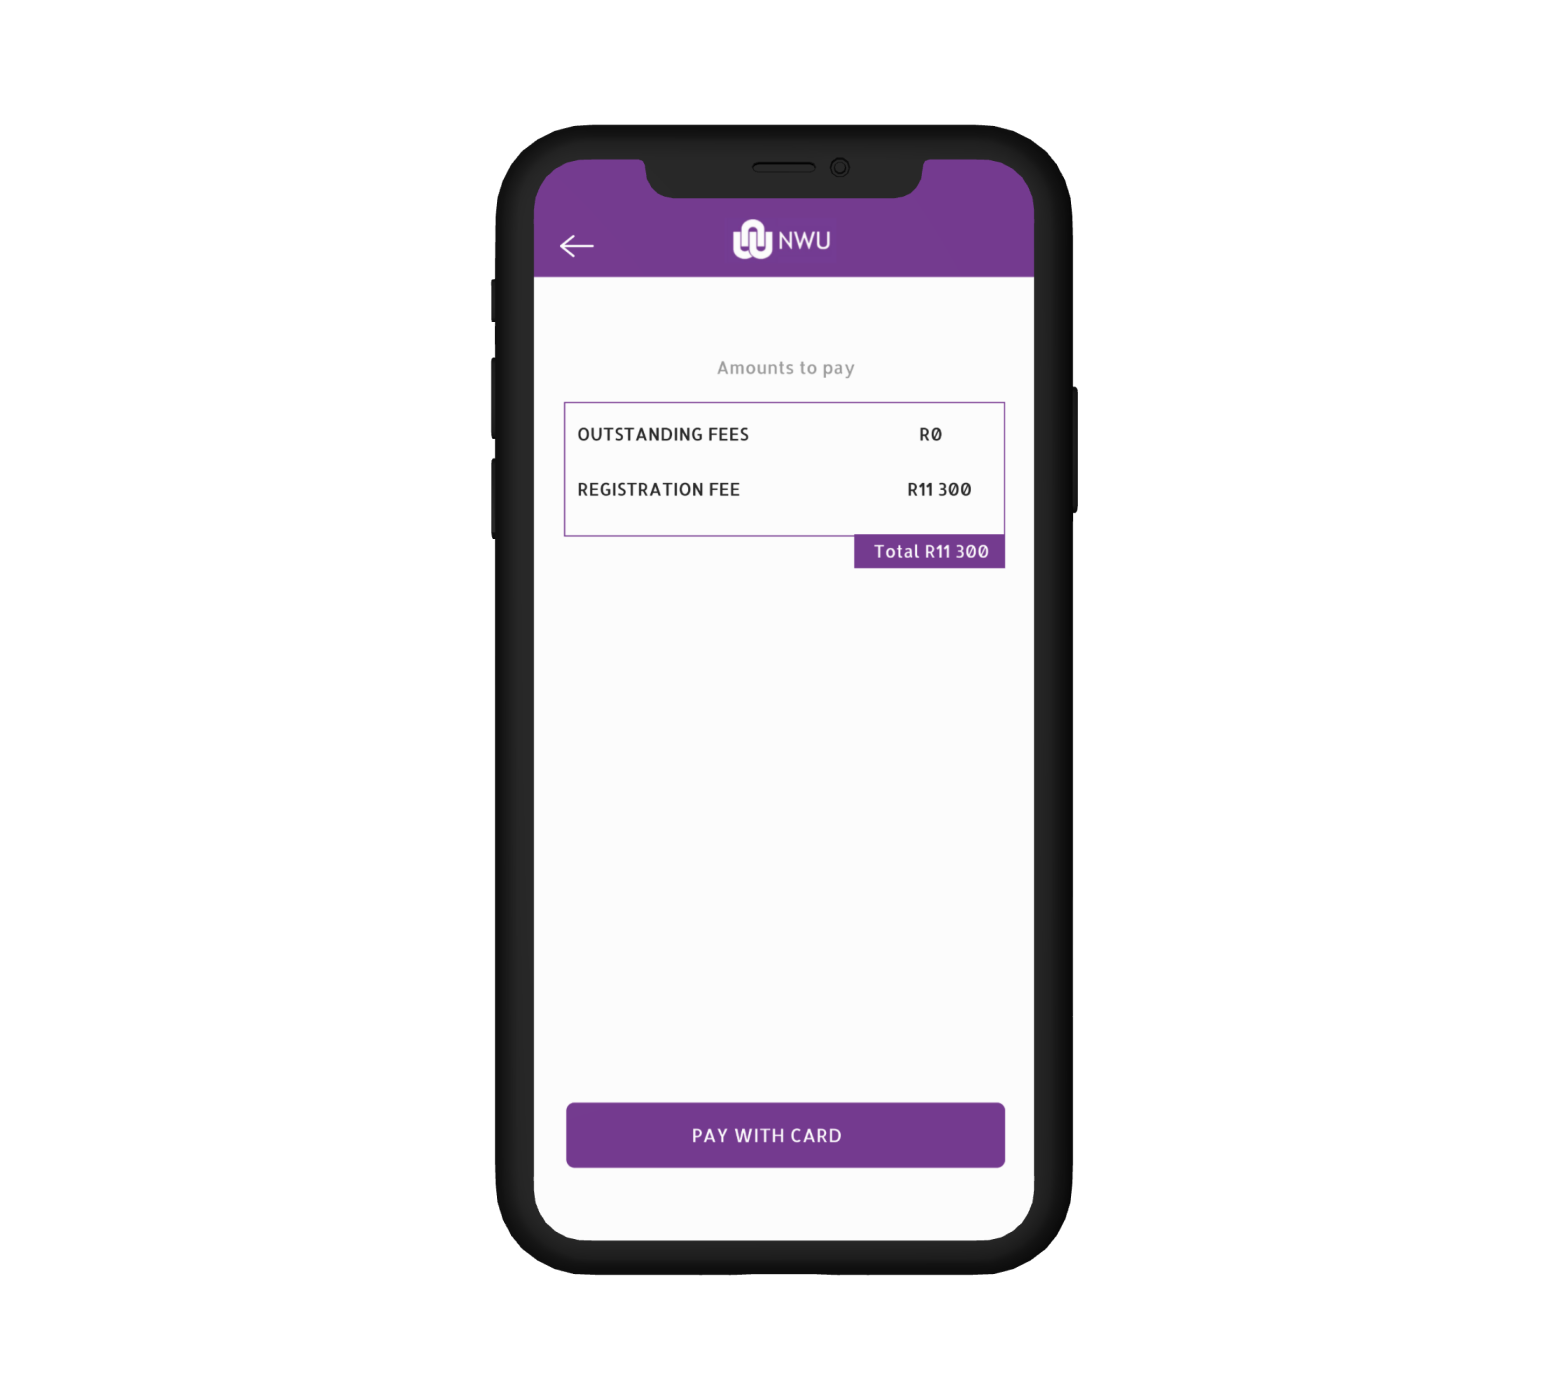 NWU
Amounts to pay
OUTSTANDING FEES R0
REGISTRATION FEE R11 300
Total R11 300
PAY WITH CARD